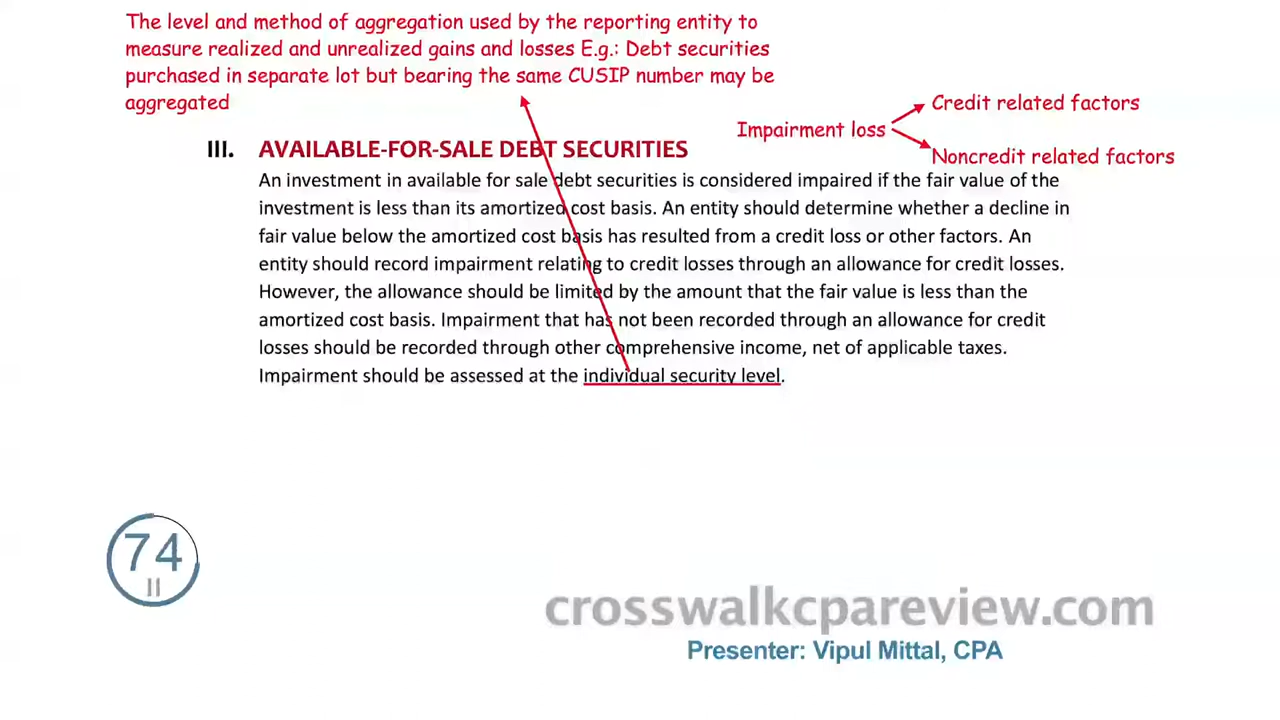 The level and method of aggregation used by the reporting entity to
measure realized and unrealized gains and losses E.g.: Debt securities
purchased in separate lot but bearing the same CUSIP number may be
aggregated
Credit related factors
Impairment loss
Noncredit related factors
III. AVAILABLE-FOR-SALE DEBT SECURITIES
An investment in available for sale debt securities is considered impaired if the fair value of the
investment is less than its amortized cost basis. An entity should determine whether a decline in
fair value below the amortized cost basis has resulted from a credit loss or other factors. An
entity should record impairment relating to credit losses through an allowance for credit losses.
However, the allowance should be limited by the amount that the fair value is less than the
amortized cost basis. Impairment that has not been recorded through an allowance for credit
losses should be recorded through other comprehensive income, net of applicable taxes.
Impairment should be assessed at the individual security level.
74
crosswalkcpareview.com
Presenter: Vipul Mittal, CPA